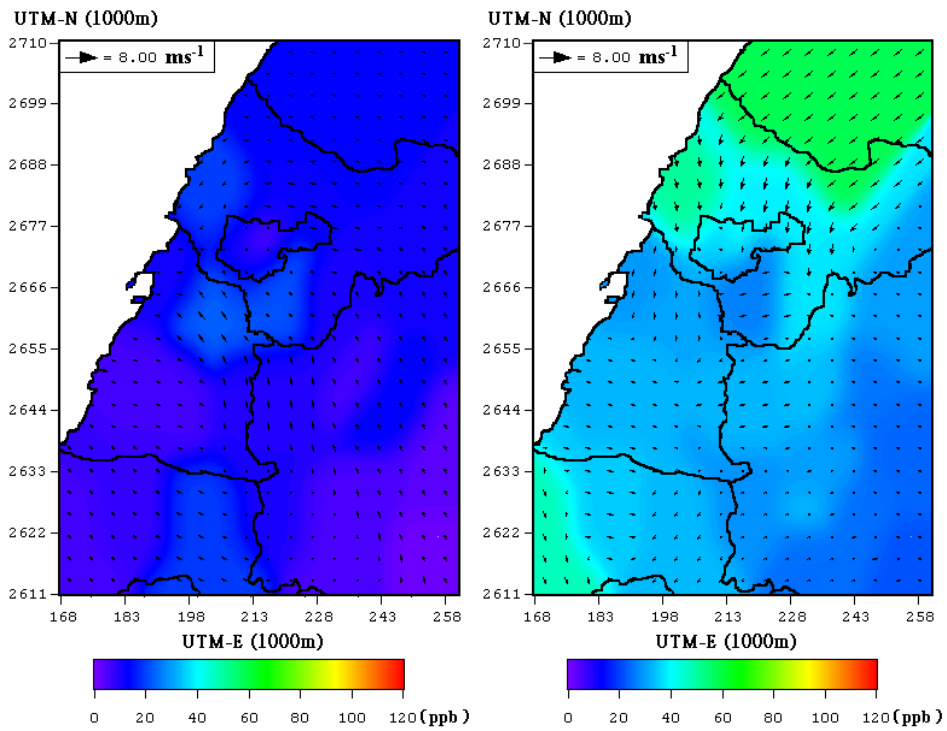 UTM-N (1000m)
= 8.00 ms-1
2710
2699
2688
2677
2666
2655
2644
2633
2622
2611
168 183 198 213 228 243 258
UTM-E (1000m)
0 20 40 60 80 100 120 (ppb)
UTM-N (1000m)
= 8.00 ms-1
2710
2699
2688
2677
2666
2655
2644
2633
2622
2611
168 183 198 213 228 243 258
UTM-E (1000m)
0 20 40 60 80 100 120 (ppb)